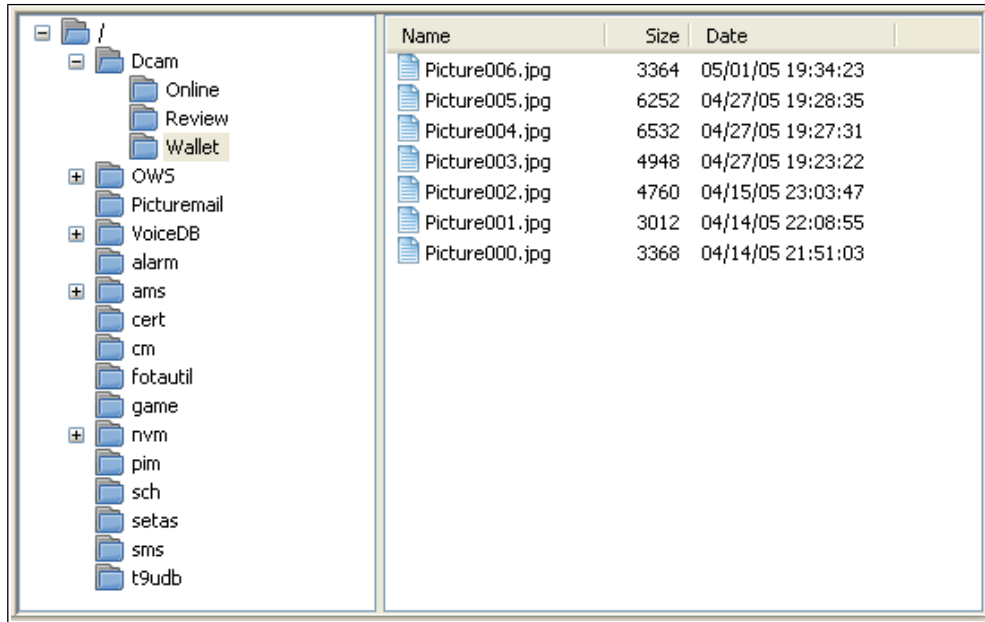 /
Dcam
Online
Review
Wallet
OWS
Picturemail
VoiceDB
alarm
ams
cert
cm
fotautil
game
nvm
pim
sch
setas
sms
t9udb
Name Size Date
Picture006.jpg 3364 05/01/05 19:34:23
Picture005.jpg 6252 04/27/05 19:28:35
Picture004.jpg 6532 04/27/05 19:27:31
Picture003.jpg 4948 04/27/05 19:23:22
Picture002.jpg 4760 04/15/05 23:03:47
Picture001.jpg 3012 04/14/05 22:08:55
Picture000.jpg 3368 04/14/05 21:51:03